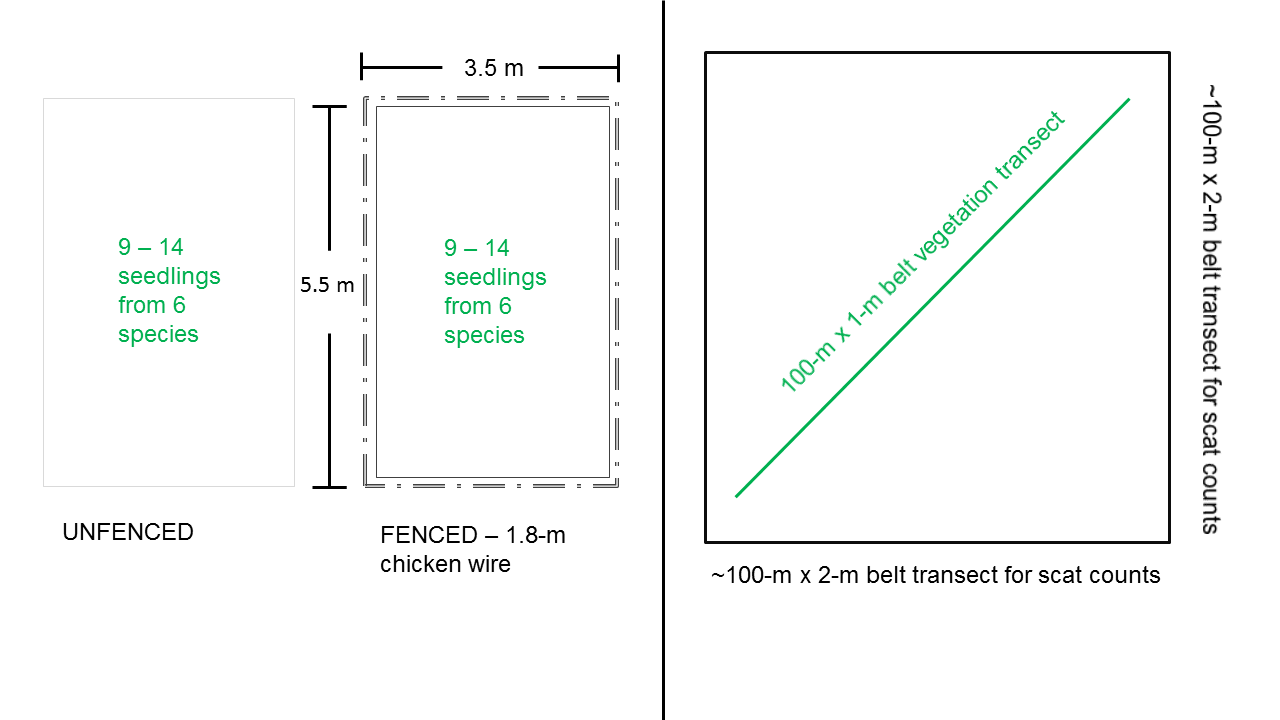 3.5 m
9 – 14
seedlings
from 6
species
5.5 m
9 – 14
seedlings
from 6
species
UNFENCED
FENCED – 1.8-m
chicken wire
100-m x 1-m belt vegetation transect
~100-m x 2-m belt transect for scat counts
~100-m x 2-m belt transect for scat counts